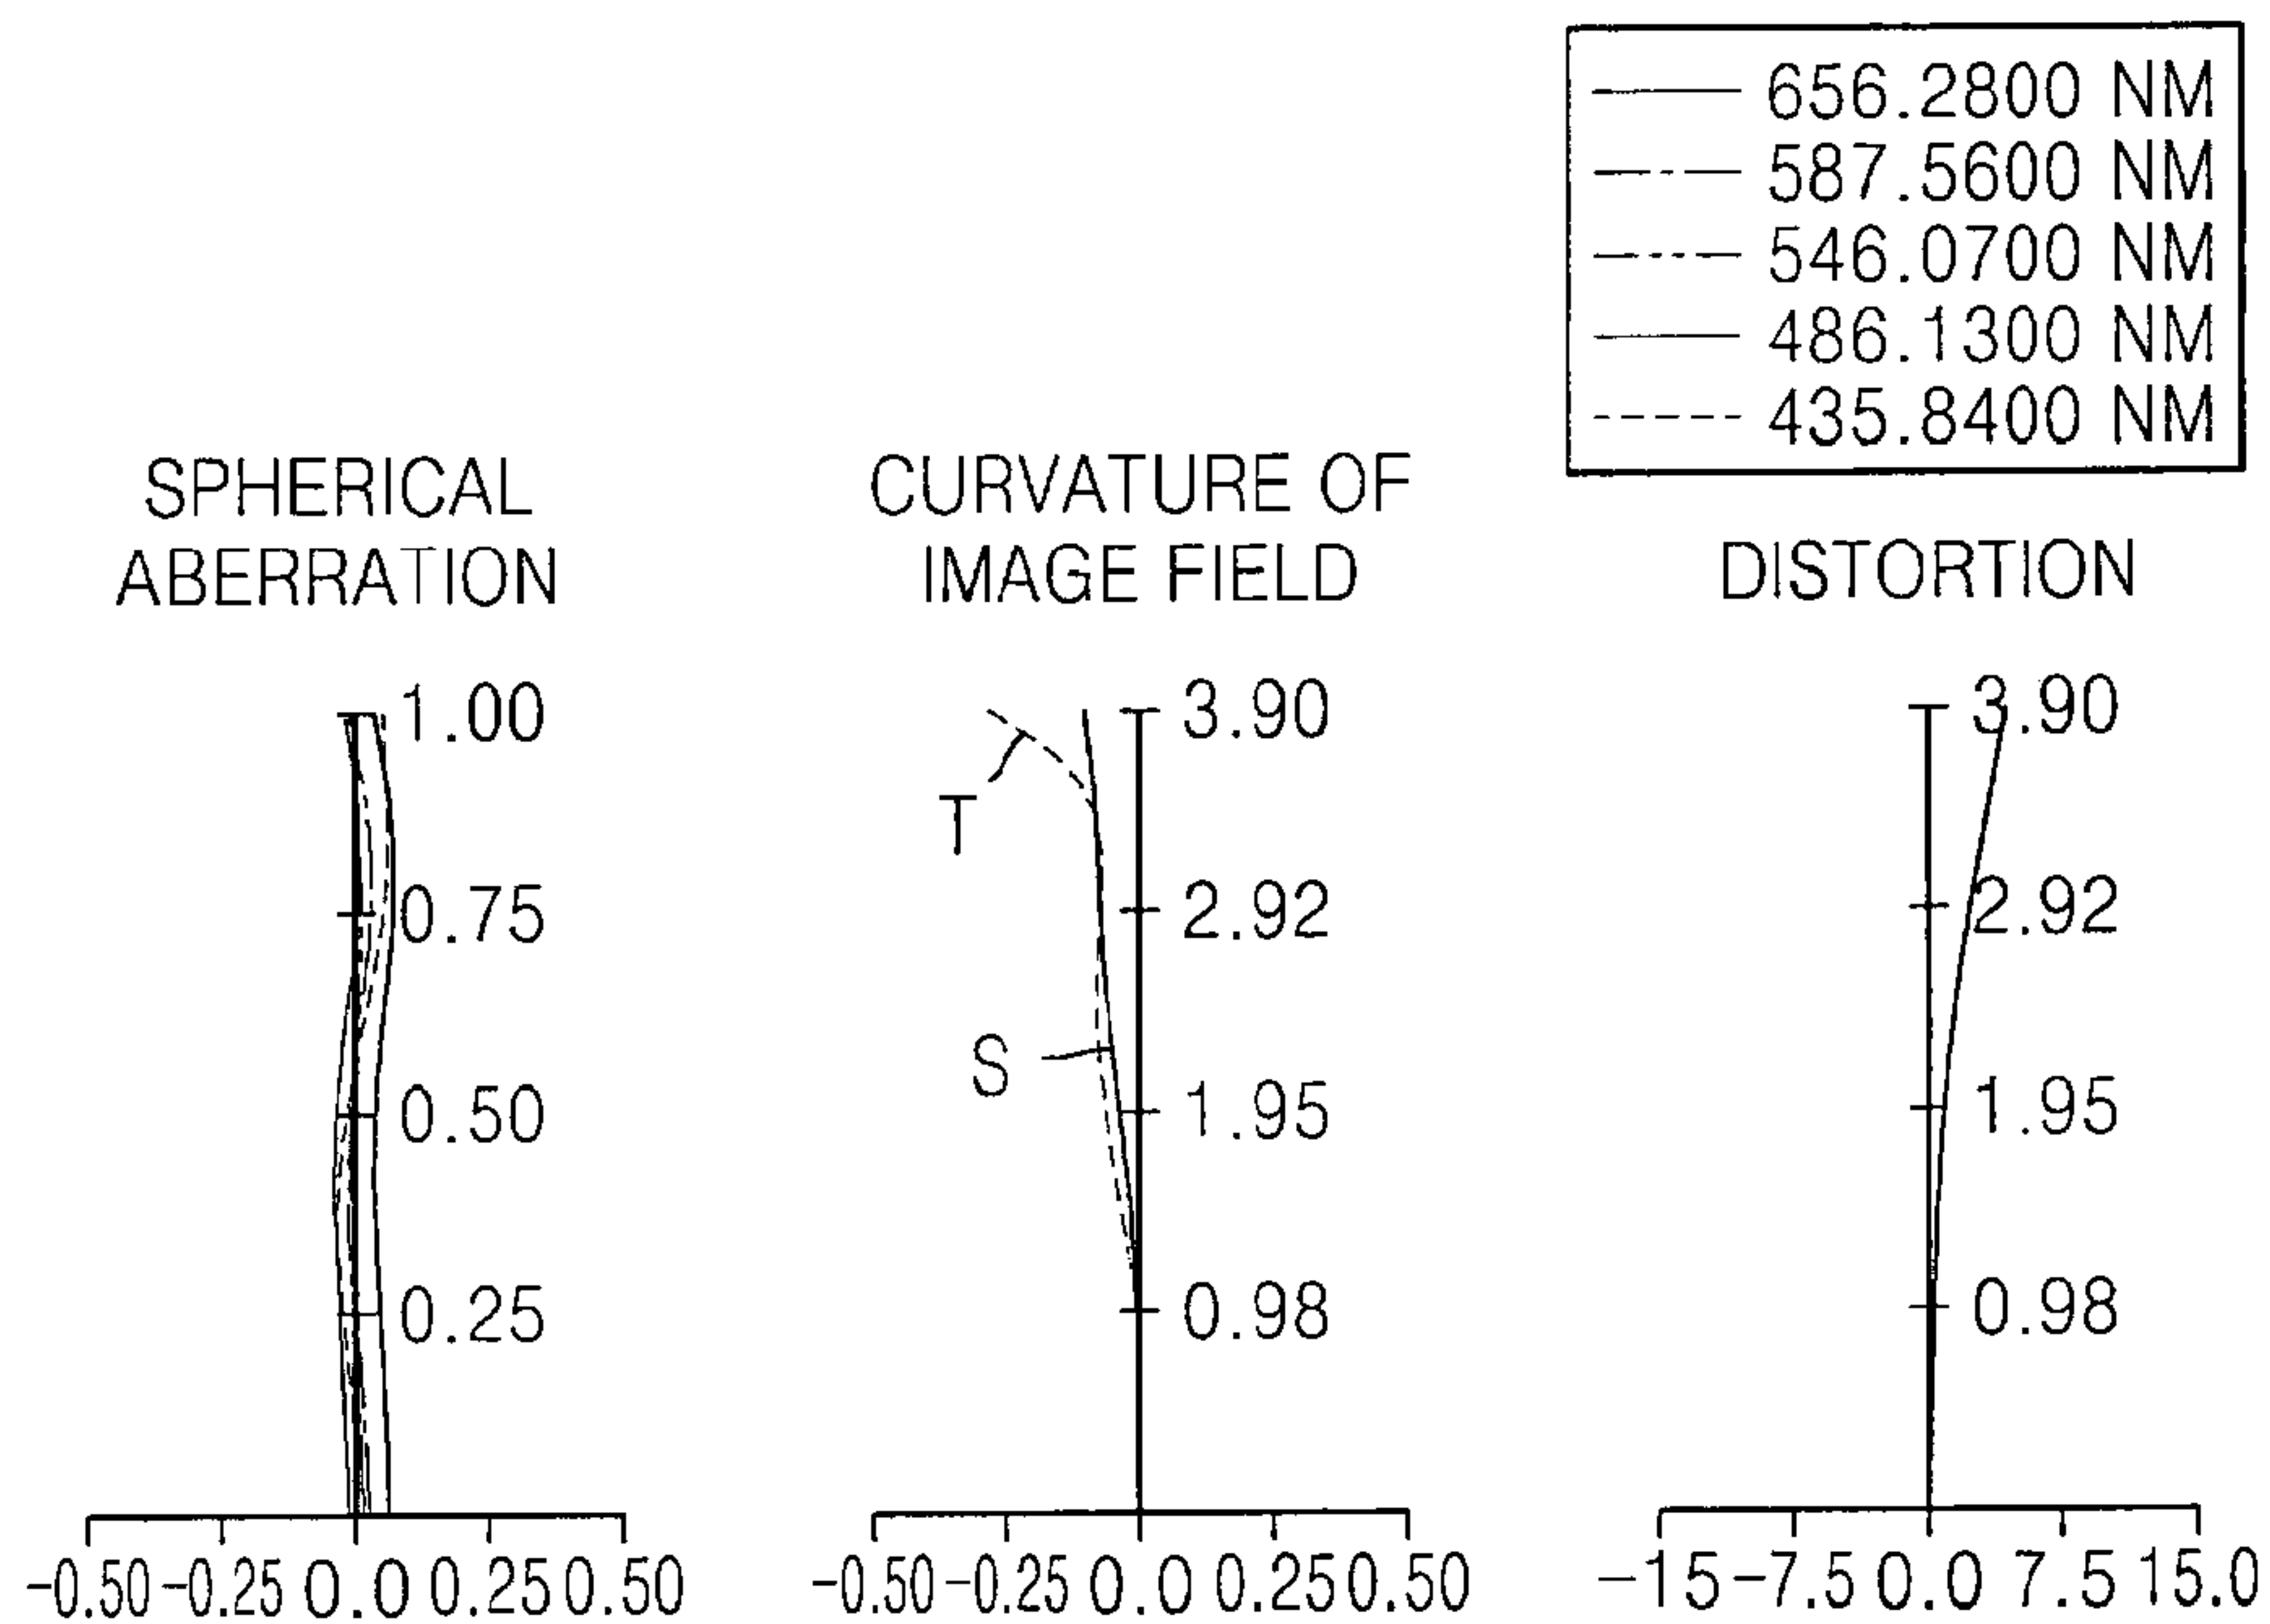 656.2800 NM
587.5600 NM
546.0700 NM
486.1300 NM
435.8400 NM
SPHERICAL
ABERRATION
1.00
0.75
0.50
0.25
-0.50 -0.25 0.0 0.25 0.50
CURVATURE OF
IMAGE FIELD
3.90
T
2.92
S
1.95
0.98
-0.50 -0.25 0.0 0.25 0.50
DISTORTION
3.90
2.92
1.95
0.98
-15 -7.5 0.0 7.5 15.0